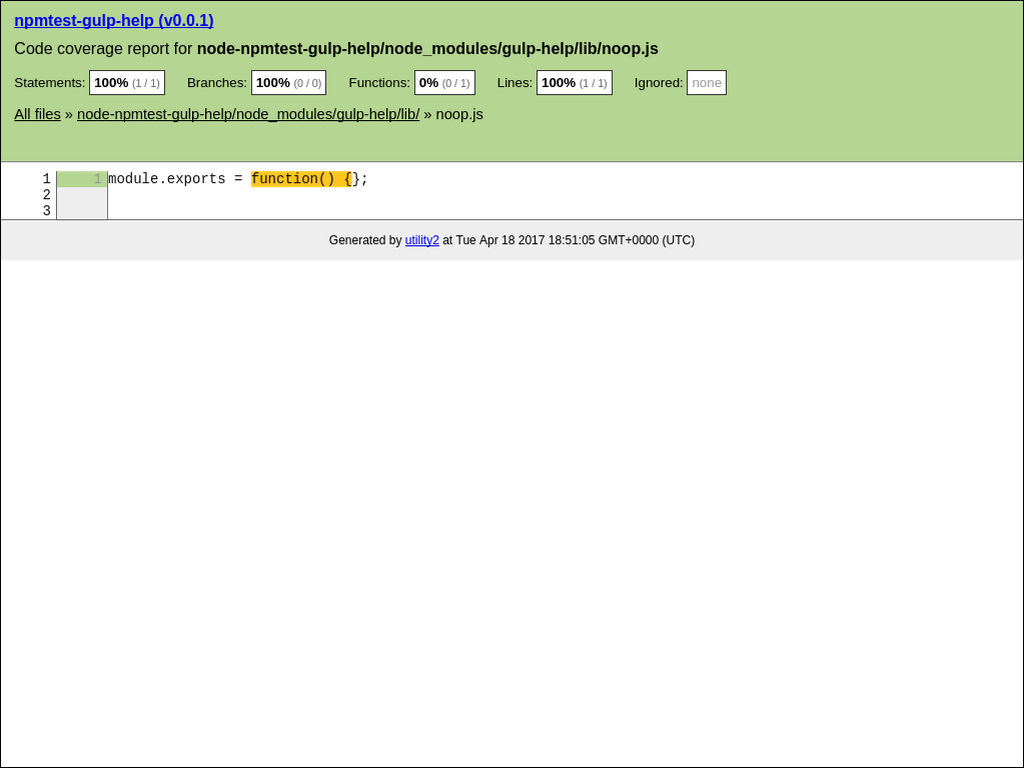 npmtest-gulp-help (v0.0.1)
Code coverage report for node-npmtest-gulp-help/node_modules/gulp-help/lib/noop.js
Statements: 100% (1 / 1) Branches: 100% (0 / 0) Functions: 0% (0 / 1) Lines: 100% (1 / 1) Ignored: none
All files » node-npmtest-gulp-help/node_modules/gulp-help/lib/ » noop.js
1 1 module.exports = function() {};
2
3
Generated by utility2 at Tue Apr 18 2017 18:51:05 GMT+0000 (UTC)